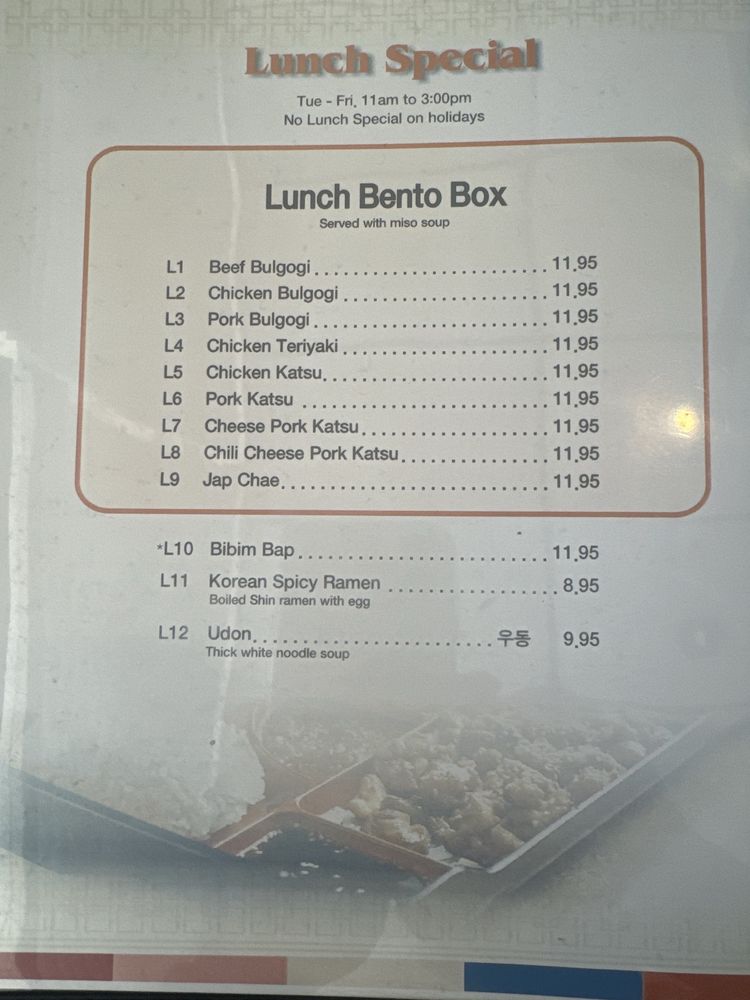 Lunch Special
Tue - Fri, 11am to 3:00pm
No Lunch Special on holidays
Lunch Bento Box
Served with miso soup
L1 Beef Bulgogi........................11.95
L2 Chicken Bulgogi.....................11.95
L3 Pork Bulgogi........................11.95
L4 Chicken Teriyaki.....................11.95
L5 Chicken Katsu.......................11.95
L6 Pork Katsu .........................11.95
L7 Cheese Pork Katsu...................11.95
L8 Chili Cheese Pork Katsu...............11.95
L9 Jap Chae...........................11.95
*L10 Bibim Bap.........................11.95
L11 Korean Spicy Ramen .................8.95
Boiled Shin ramen with egg
L12 Udon........................우동 9.95
Thick white noodle soup